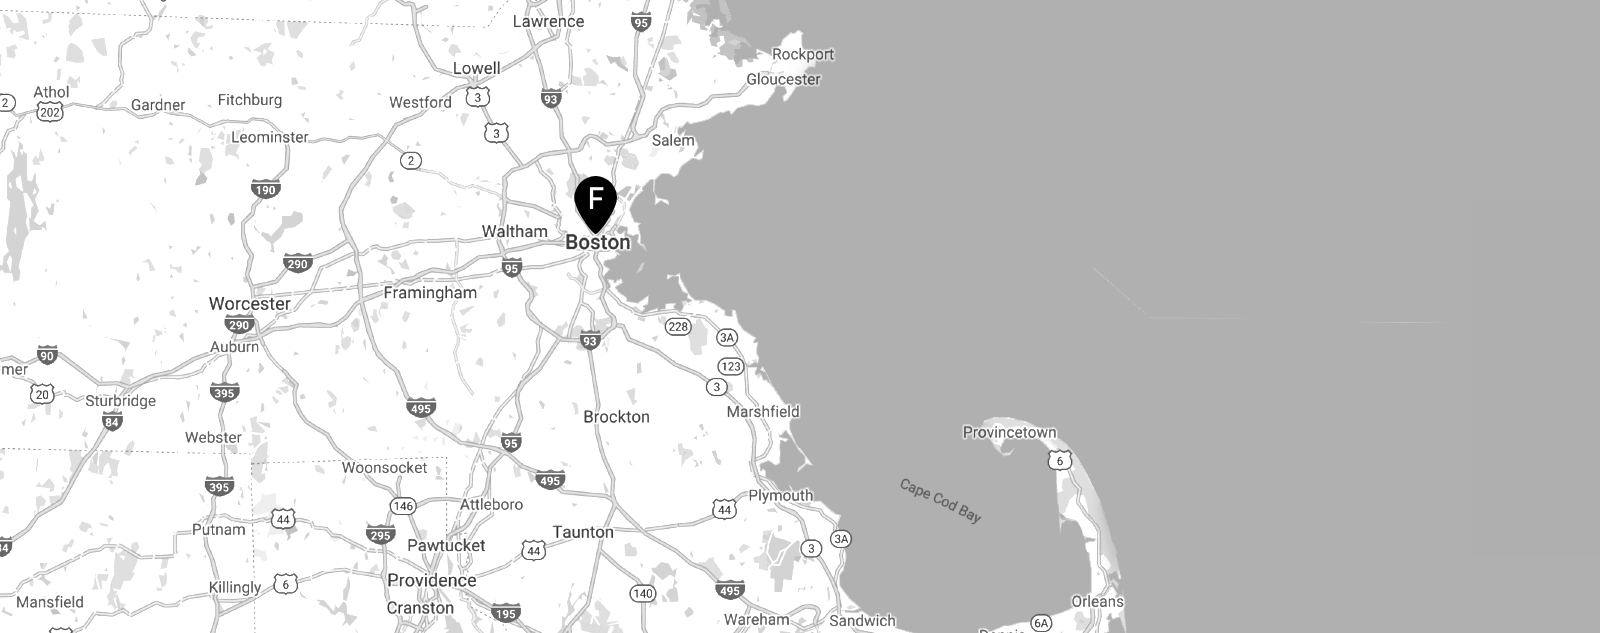 Lawrence
95
Rockport
Lowell
Gloucester
Athol
Westford
3
93
2
Gardner
Fitchburg
202
3
Leominster
Salem
2
190
F
Waltham
Boston
290
95
Framingham
Worcester
290
228
3A
93
Auburn
90
mer
123
20
395
3
Sturbridge
84
495
Marshfield
Brockton
Webster
95
Provincetown
6
Woonsocket
495
395
Plymouth
Cape Cod Bay
146
Attleboro
44
44
Putnam
295
Taunton
3A
Pawtucket
44
3
Providence
6
Killingly
495
140
Mansfield
Cranston
195
Orleans
Wareham
Sandwich
6A